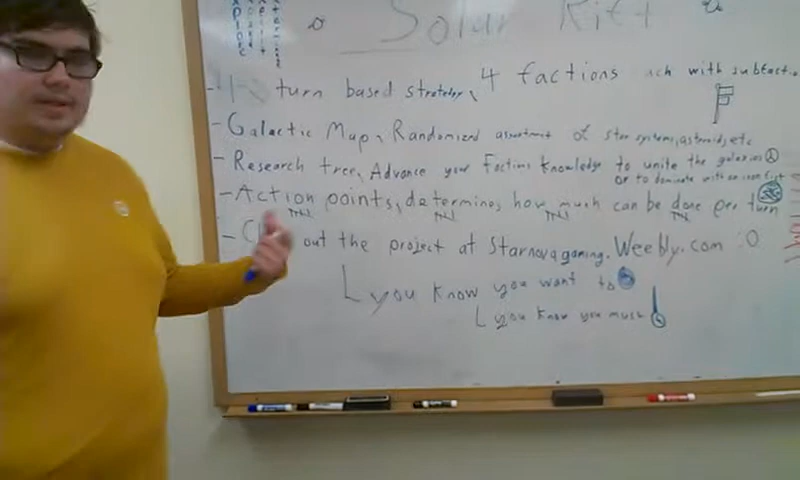 Solar Rift
turn based strategy, 4 factions ach with subfactio
- Galactic Map, Randomized assortment of star systems, asteroids, etc
- Research tree, Advance your Factions Knowledge to unite the galaxies
or to dominate with an iron fist
- Action points, determines how much can be done per turn
- C out the project at Starnovagaming.Weebly.com :O
you know you want to
you know you must